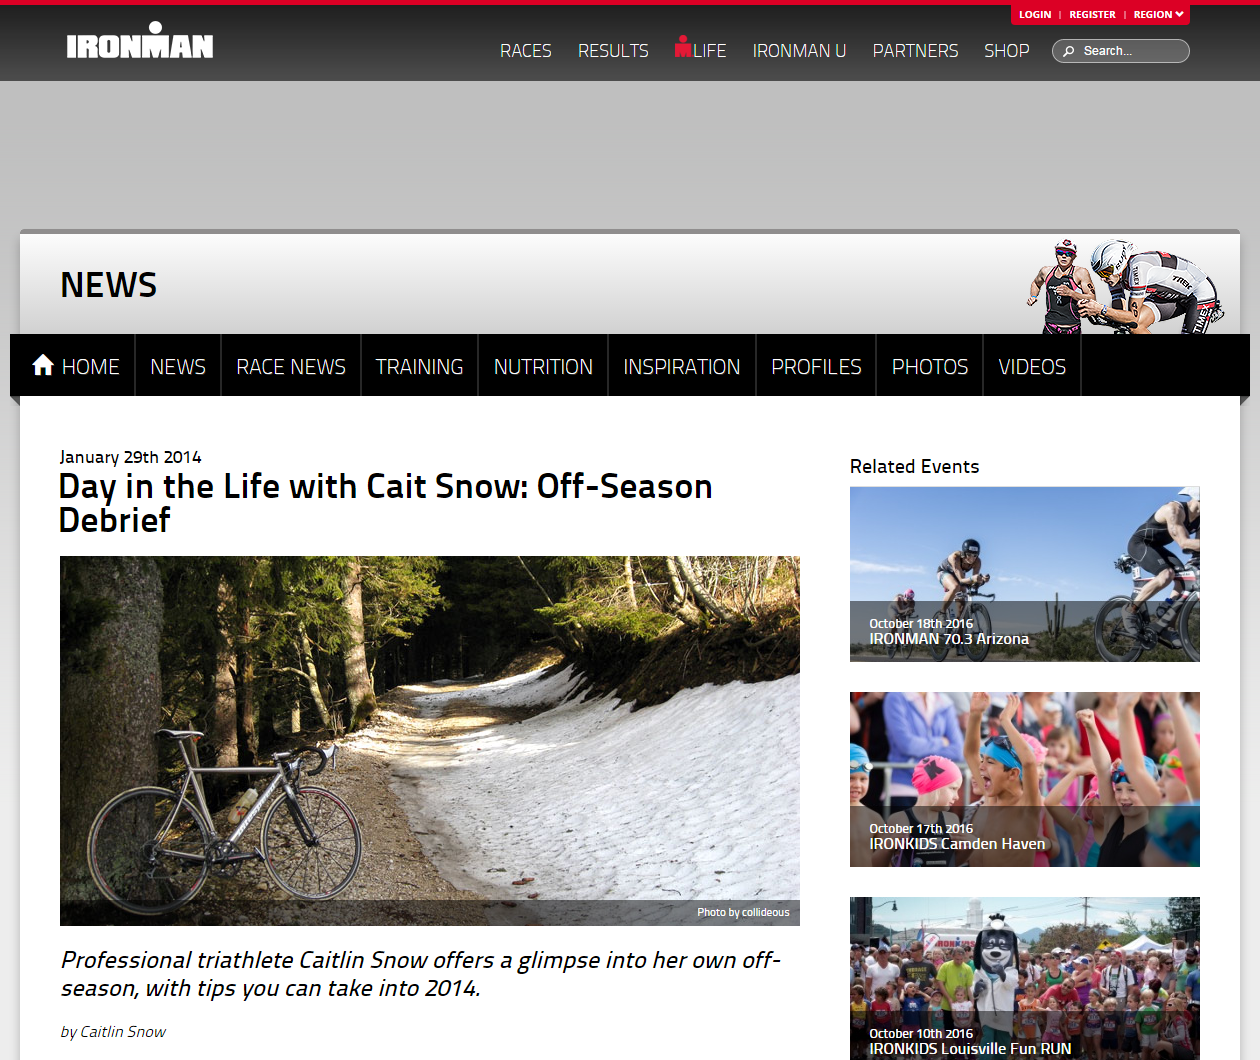 LOGIN | REGISTER | REGION
IRONMAN
RACES RESULTS LIFE IRONMAN U PARTNERS SHOP Search...
NEWS
HOME NEWS RACE NEWS TRAINING NUTRITION INSPIRATION PROFILES PHOTOS VIDEOS
January 29th 2014
Day in the Life with Cait Snow: Off-Season
Debrief
Photo by collideous
Professional triathlete Caitlin Snow offers a glimpse into her own off-
season, with tips you can take into 2014.
by Caitlin Snow
Related Events
October 18th 2016
IRONMAN 70.3 Arizona
October 17th 2016
IRONKIDS Camden Haven
October 10th 2016
IRONKIDS Louisville Fun RUN